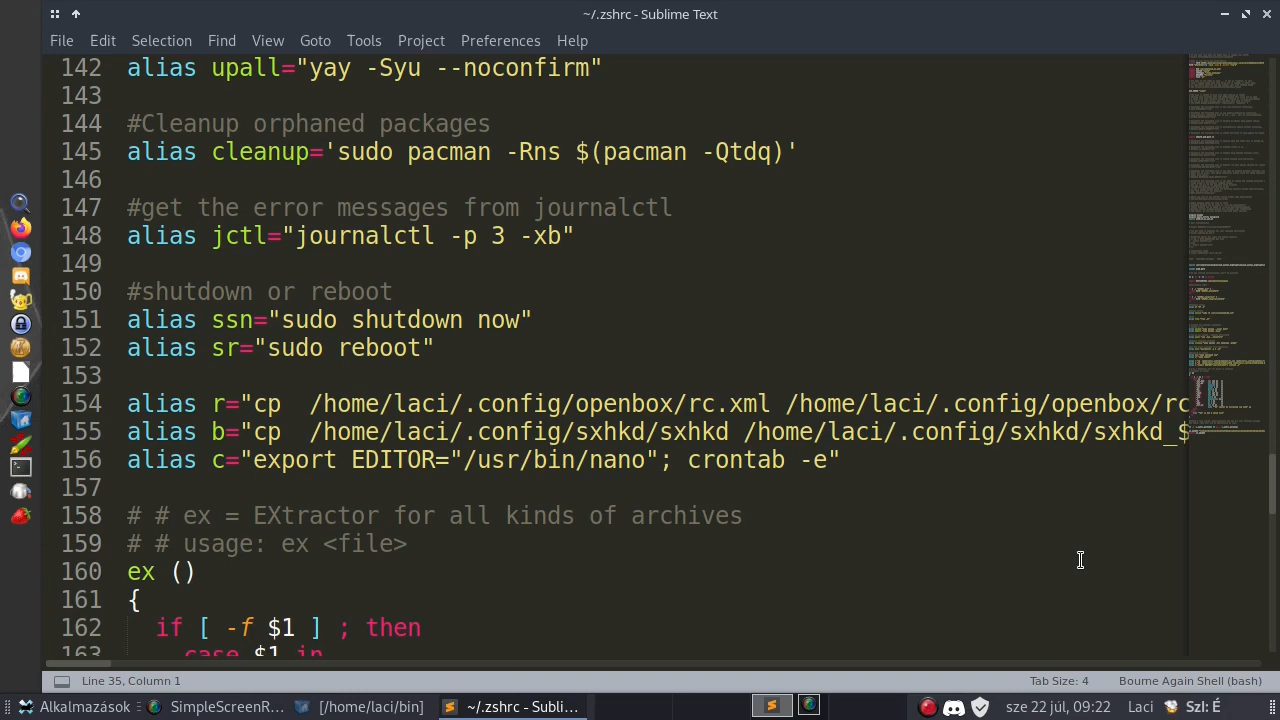 ~/.zshrc - Sublime Text
File Edit Selection Find View Goto Tools Project Preferences Help
142 alias upall="yay -Syu --noconfirm"
143
144 #Cleanup orphaned packages
145 alias cleanup='sudo pacman -Rns $(pacman -Qtdq)'
146
147 #get the error messages from journalctl
148 alias jctl="journalctl -p 3 -xb"
149
150 #shutdown or reboot
151 alias ssn="sudo shutdown now"
152 alias sr="sudo reboot"
153
154 alias r="cp  /home/laci/.config/openbox/rc.xml /home/laci/.config/openbox/rc
155 alias b="cp  /home/laci/.config/sxhkd/sxhkd /home/laci/.config/sxhkd/sxhkd_$
156 alias c="export EDITOR="/usr/bin/nano"; crontab -e"
157
158 # # ex = EXtractor for all kinds of archives
159 # # usage: ex <file>
160 ex ()
161 {
162 if [ -f $1 ] ; then
163 case $1 in
Line 35, Column 1 Tab Size: 4 Bourne Again Shell (bash)
Alkalmazások SimpleScreenR... [/home/laci/bin] ~/.zshrc - Subli... sze 22 júl, 09:22 Laci Szl: É